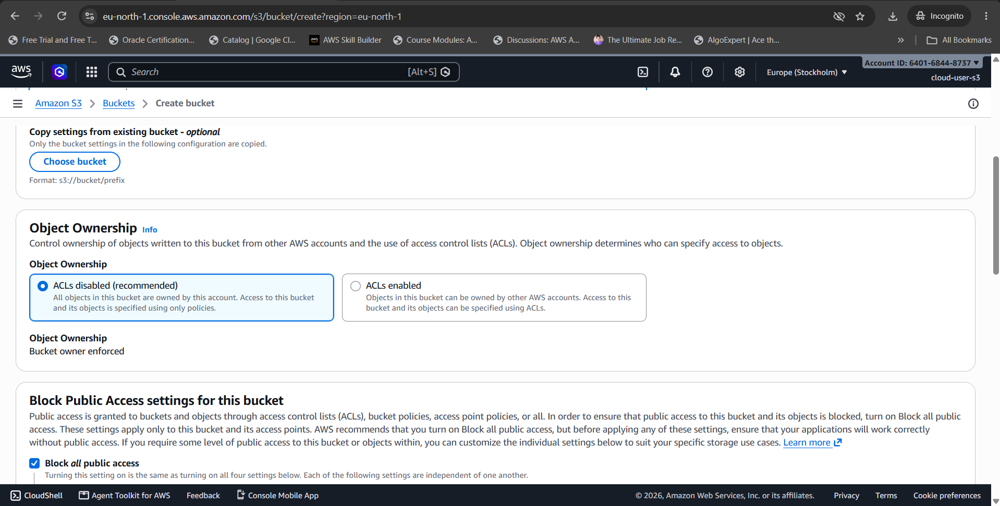 eu-north-1.console.aws.amazon.com/s3/bucket/create?region=eu-north-1
Incognito
Free Trial and Free T...
Oracle Certification...
Catalog | Google Cl...
aws
AWS Skill Builder
Course Modules: A...
Discussions: AWS A...
The Ultimate Job Re...
AlgoExpert | Ace th...
All Bookmarks
aws
Search
[Alt+S]
Europe (Stockholm)
Account ID: 6401-6844-8737
cloud-user-s3
Amazon S3
Buckets
Create bucket
Copy settings from existing bucket - optional
Only the bucket settings in the following configuration are copied.
Choose bucket
Format: s3://bucket/prefix
Object Ownership Info
Control ownership of objects written to this bucket from other AWS accounts and the use of access control lists (ACLs). Object ownership determines who can specify access to objects.
Object Ownership
ACLs disabled (recommended)
All objects in this bucket are owned by this account. Access to this bucket
and its objects is specified using only policies.
ACLs enabled
Objects in this bucket can be owned by other AWS accounts. Access to this
bucket and its objects can be specified using ACLs.
Object Ownership
Bucket owner enforced
Block Public Access settings for this bucket
Public access is granted to buckets and objects through access control lists (ACLs), bucket policies, access point policies, or all. In order to ensure that public access to this bucket and its objects is blocked, turn on Block all public
access. These settings apply only to this bucket and its access points. AWS recommends that you turn on Block all public access, but before applying any of these settings, ensure that your applications will work correctly
without public access. If you require some level of public access to this bucket or objects within, you can customize the individual settings below to suit your specific storage use cases. Learn more
Block all public access
Turning this setting on is the same as turning on all four settings below. Each of the following settings are independent of one another.
CloudShell
Agent Toolkit for AWS
Feedback
Console Mobile App
© 2026, Amazon Web Services, Inc. or its affiliates.
Privacy
Terms
Cookie preferences